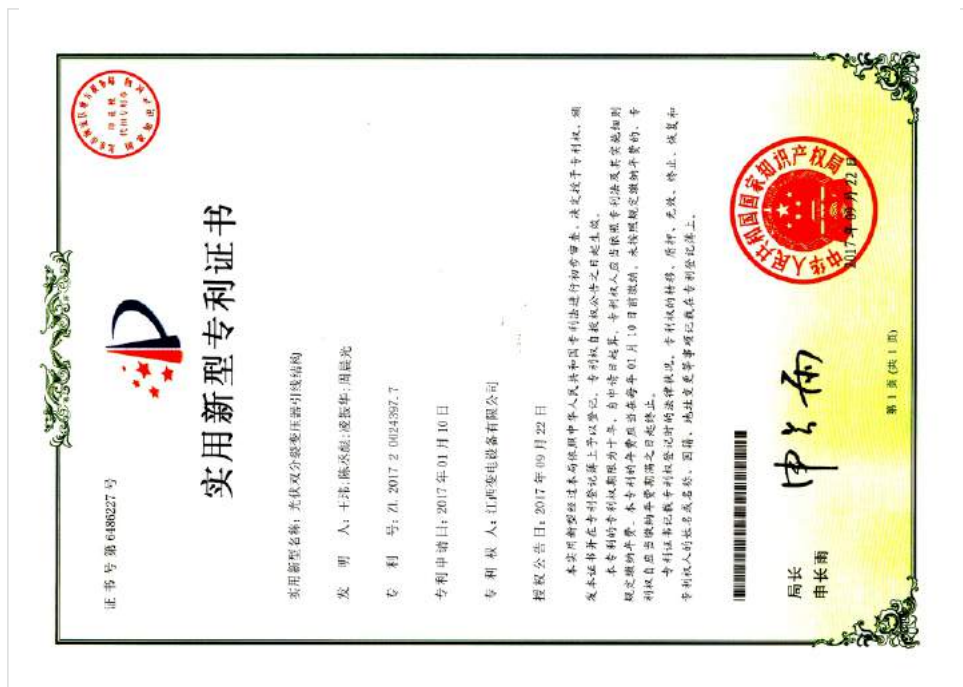 证书号第6486227号
实用新型专利证书
实用新型名称：光伏双分裂变压器引线结构
发 明 人：王玮;陈丞彪;凌振华;周晨光
专 利 号：ZL 2017 2 0024397.7
专利申请日：2017年01月10日
专 利 权 人：江西变电设备有限公司
授权公告日：2017年09月22日
本实用新型经过本局依照中华人民共和国专利法进行初步审查，决定授予专利权，颁
发本证书并在专利登记簿上予以登记。专利权自授权公告之日起生效。
本专利的专利权期限为十年，自申请日起算。专利权人应当依照专利法及其实施细则
规定缴纳年费。本专利的年费应当在每年01月10日前缴纳。未按照规定缴纳年费的，专
利权自应当缴纳年费期满之日起终止。
专利证书记载专利权登记时的法律状况。专利权的转移、质押、无效、终止、恢复和
专利权人的姓名或名称、国籍、地址变更等事项记载在专利登记簿上。
局长
申长雨
申长雨
中华人民共和国国家知识产权局
2017年09月22日
第1页(共1页)